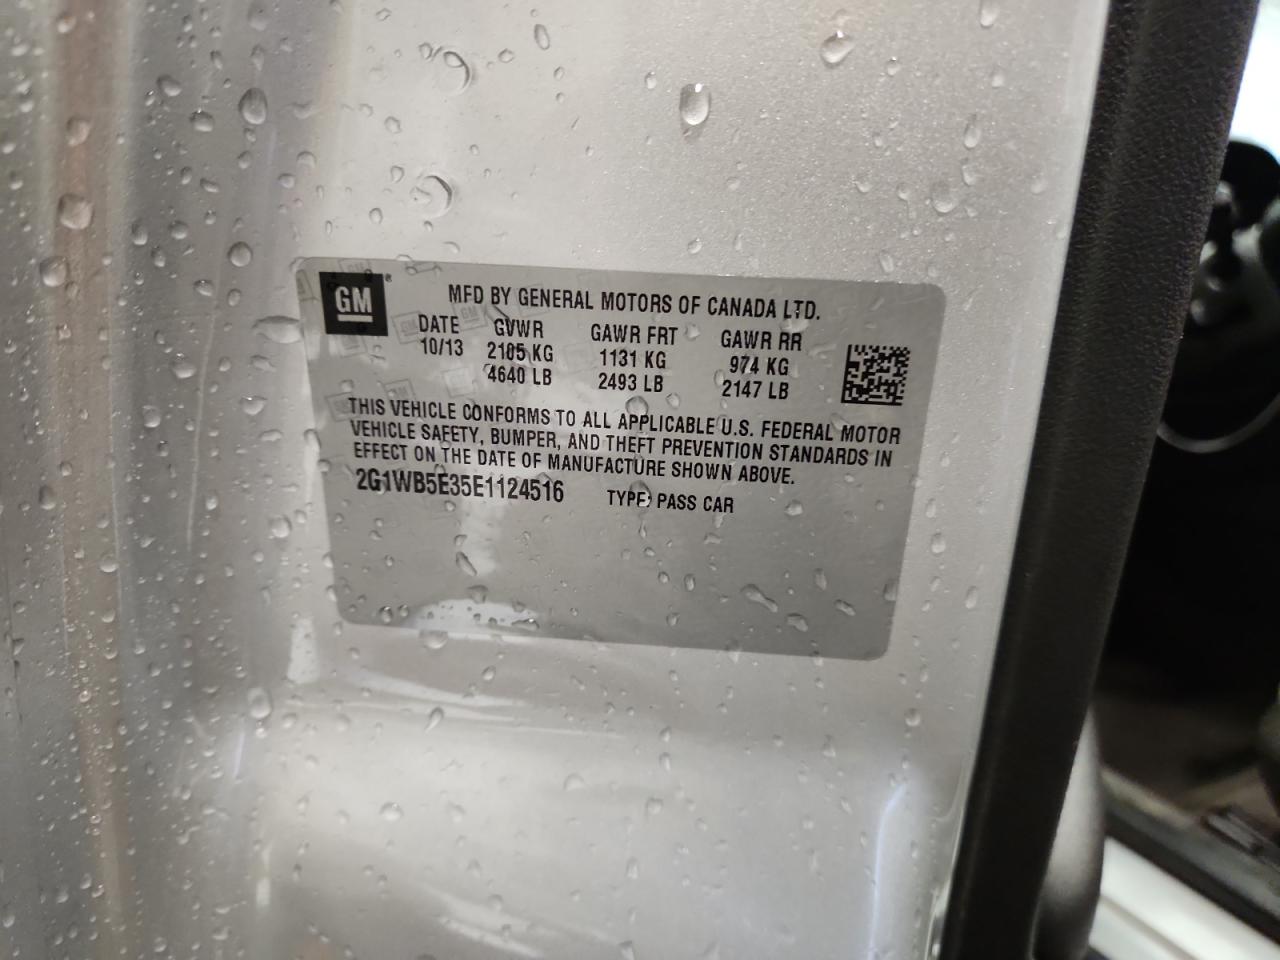 GM
MFD BY GENERAL MOTORS OF CANADA LTD.
DATE GVWR GAWR FRT GAWR RR
10/13 2105 KG 1131 KG 974 KG
4640 LB 2493 LB 2147 LB
THIS VEHICLE CONFORMS TO ALL APPLICABLE U.S. FEDERAL MOTOR
VEHICLE SAFETY, BUMPER, AND THEFT PREVENTION STANDARDS IN
EFFECT ON THE DATE OF MANUFACTURE SHOWN ABOVE.
2G1WB5E35E1124516 TYPE: PASS CAR